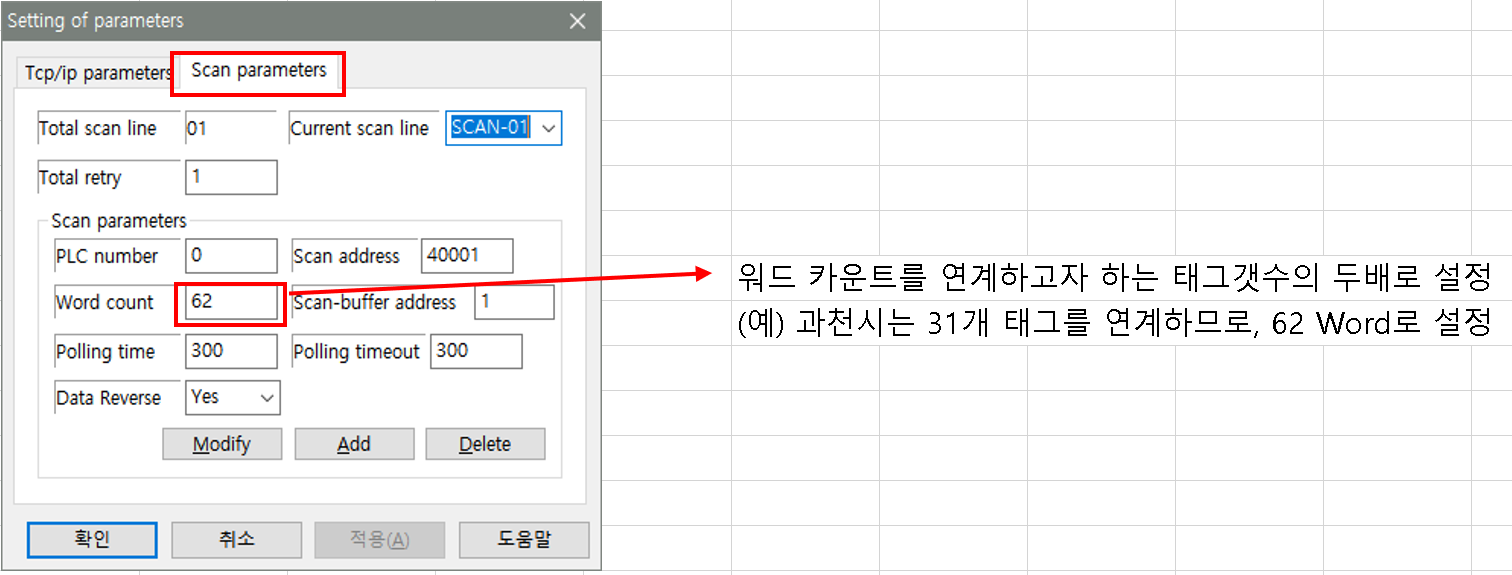 Setting of parameters
Tcp/ip parameters Scan parameters
Total scan line 01 Current scan line SCAN-01
Total retry 1
Scan parameters
PLC number 0 Scan address 40001
Word count 62 Scan-buffer address 1
Polling time 300 Polling timeout 300
Data Reverse Yes
Modify Add Delete
확인 취소 적용(A) 도움말
워드 카운트를 연계하고자 하는 태그갯수의 두배로 설정
(예) 과천시는 31개 태그를 연계하므로, 62 Word로 설정